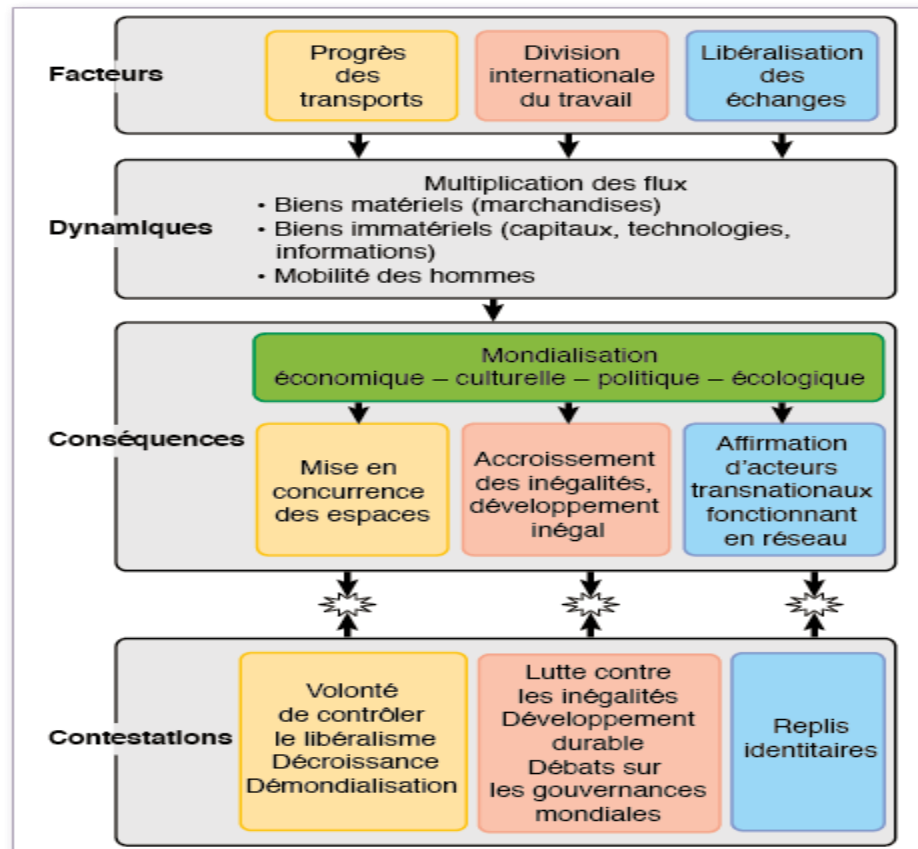 Facteurs
Progrès
des
transports
Division
internationale
du travail
Libéralisation
des
échanges
Dynamiques
Multiplication des flux
• Biens matériels (marchandises)
• Biens immatériels (capitaux, technologies,
informations)
• Mobilité des hommes
Conséquences
Mondialisation
économique – culturelle – politique – écologique
Mise en
concurrence
des espaces
Accroissement
des inégalités,
développement
inégal
Affirmation
d'acteurs
transnationaux
fonctionnant
en réseau
Contestations
Volonté
de contrôler
le libéralisme
Décroissance
Démondialisation
Lutte contre
les inégalités
Développement
durable
Débats sur
les gouvernances
mondiales
Replis
identitaires